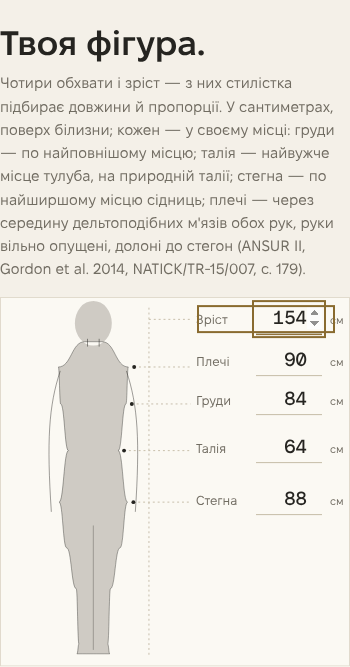 Твоя фігура.
Чотири обхвати і зріст — з них стилістка
підбирає довжини й пропорції. У сантиметрах,
поверх білизни; кожен — у своєму місці: груди
— по найповнішому місцю; талія — найвужче
місце тулуба, на природній талії; стегна — по
найширшому місцю сідниць; плечі — через
середину дельтоподібних м'язів обох рук, руки
вільно опущені, долоні до стегон (ANSUR II,
Gordon et al. 2014, NATICK/TR-15/007, с. 179).
Зріст 154 см
Плечі 90 см
Груди 84 см
Талія 64 см
Стегна 88 см